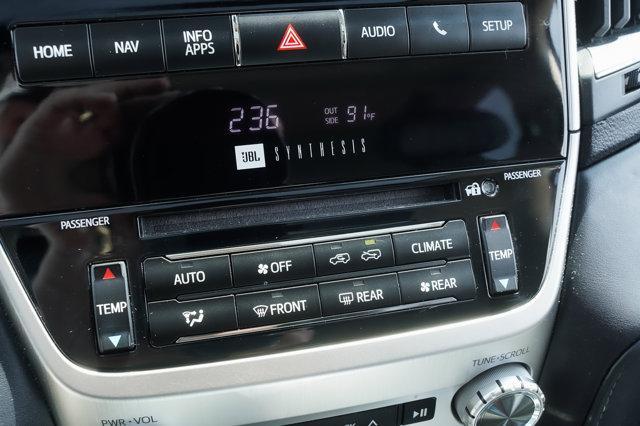 HOME NAV INFO APPS AUDIO SETUP
236 OUT SIDE 91°F
JBL SYNTHESIS
PASSENGER
PASSENGER
AUTO OFF CLIMATE
TEMP FRONT REAR REAR TEMP
TUNE·SCROLL
PWR·VOL